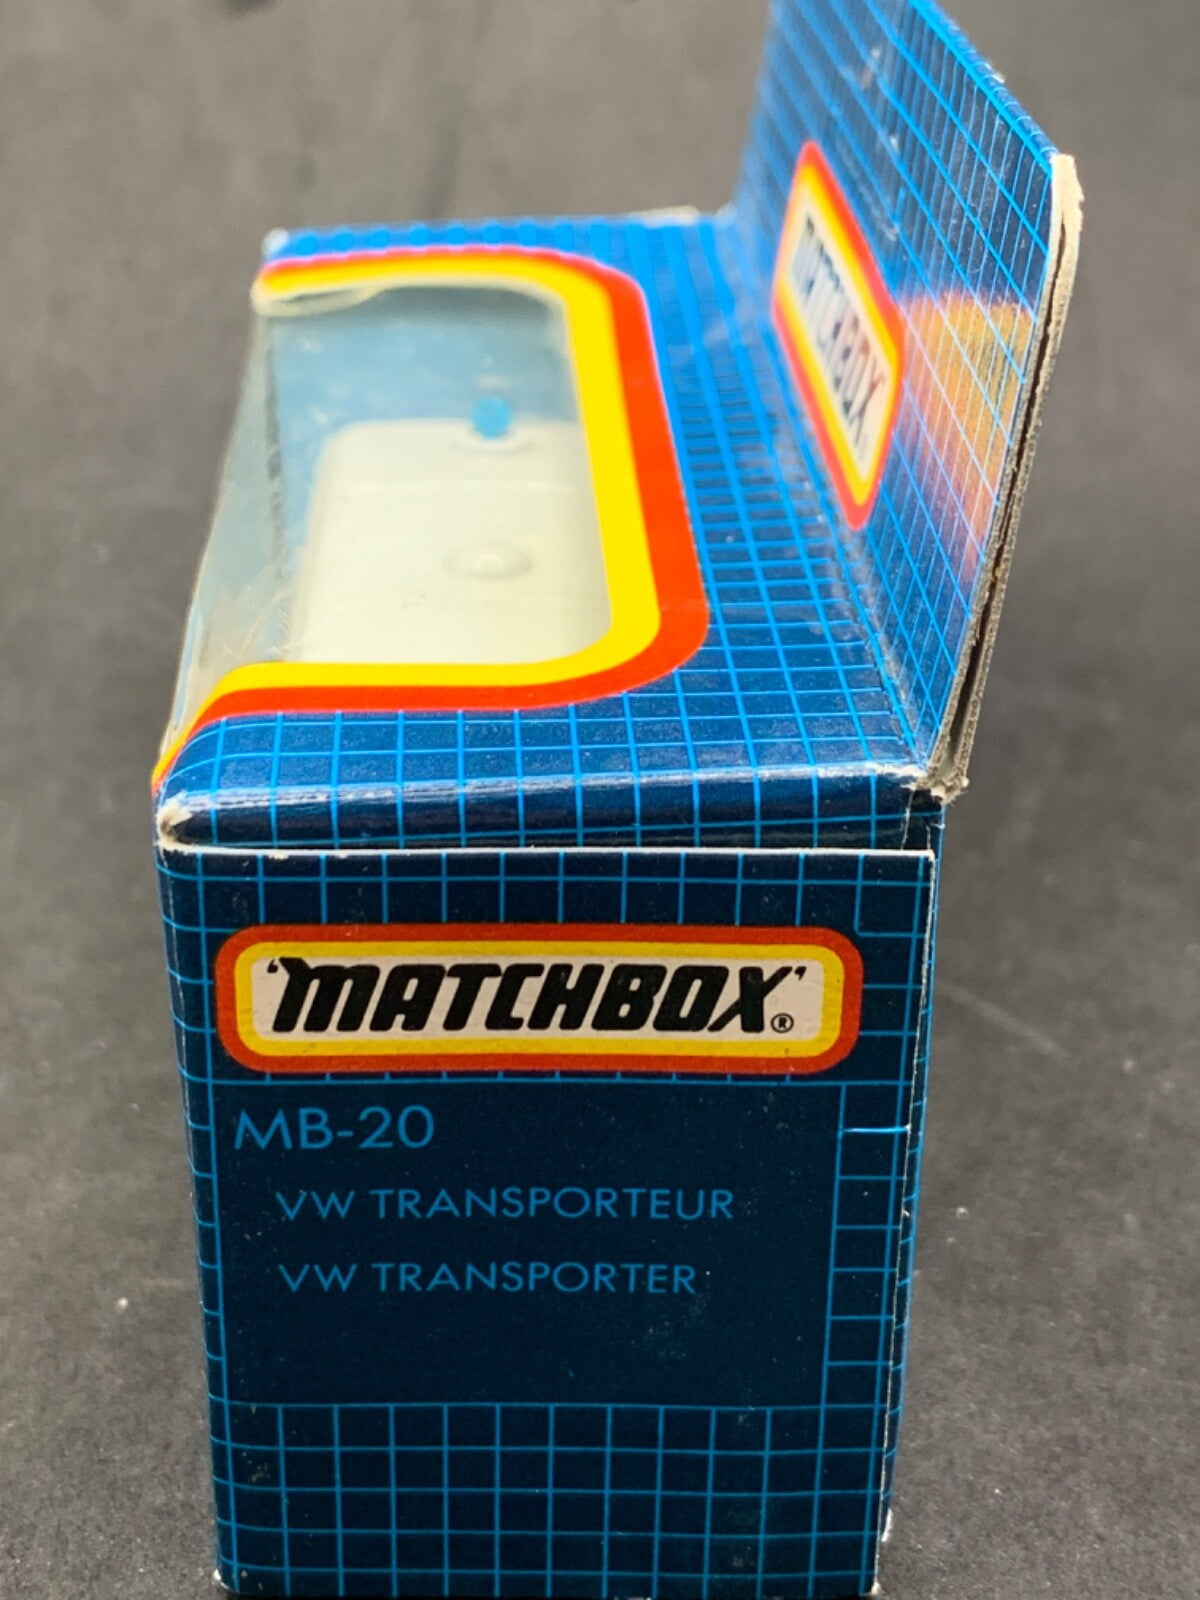 MATCHBOX
'MATCHBOX'®
MB-20
VW TRANSPORTEUR
VW TRANSPORTER